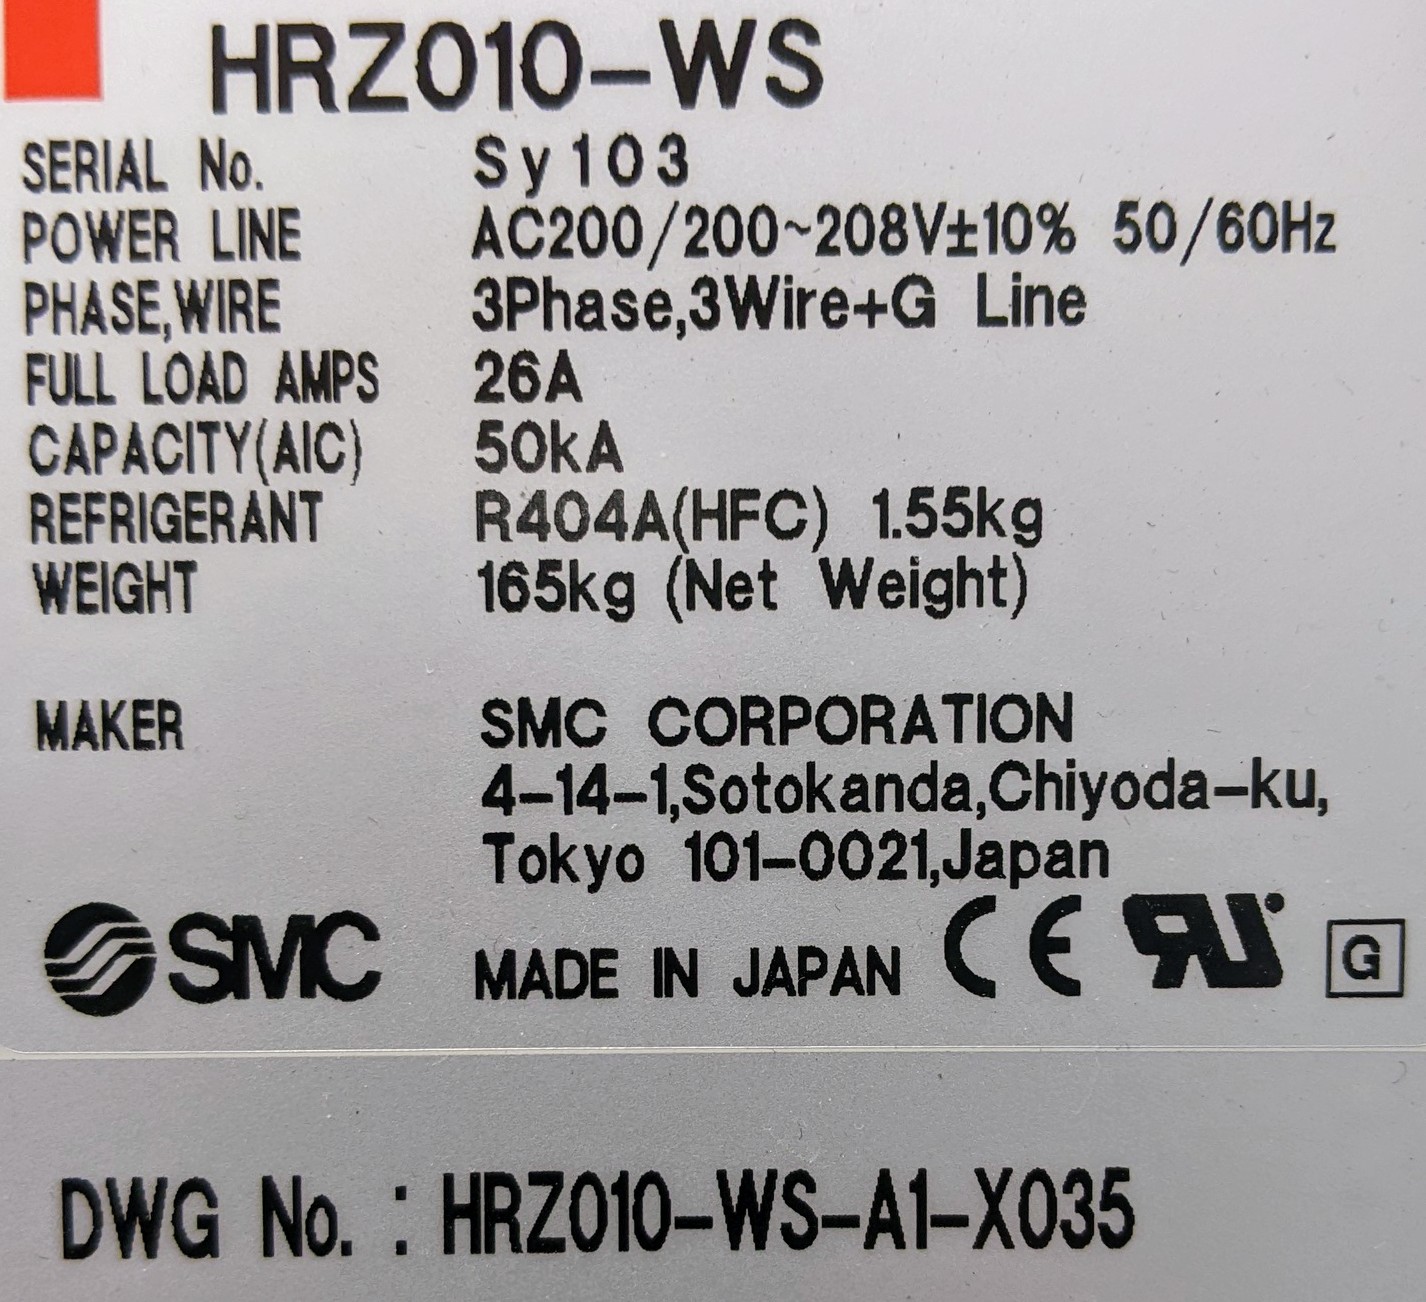 HRZ010-WS
SERIAL No. Sy103
POWER LINE AC200/200~208V±10% 50/60Hz
PHASE,WIRE 3Phase,3Wire+G Line
FULL LOAD AMPS 26A
CAPACITY(AIC) 50kA
REFRIGERANT R404A(HFC) 1.55kg
WEIGHT 165kg (Net Weight)
MAKER SMC CORPORATION
4-14-1,Sotokanda,Chiyoda-ku,
Tokyo 101-0021,Japan
SMC MADE IN JAPAN CE RU G
DWG No. : HRZ010-WS-A1-X035